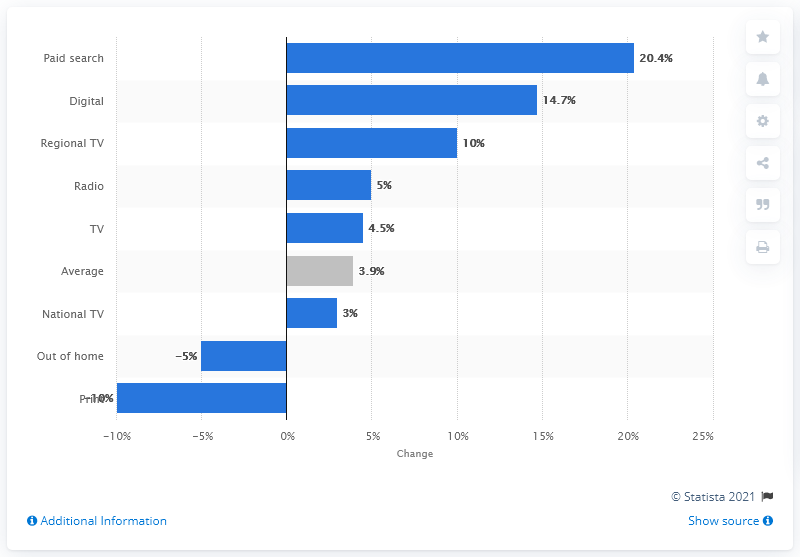 Paid search 20.4%
Digital 14.7%
Regional TV 10%
Radio 5%
TV 4.5%
Average 3.9%
National TV 3%
Out of home -5%
Print -10%
-10% -5% 0% 5% 10% 15% 20% 25%
Change
© Statista 2021
Additional Information Show source